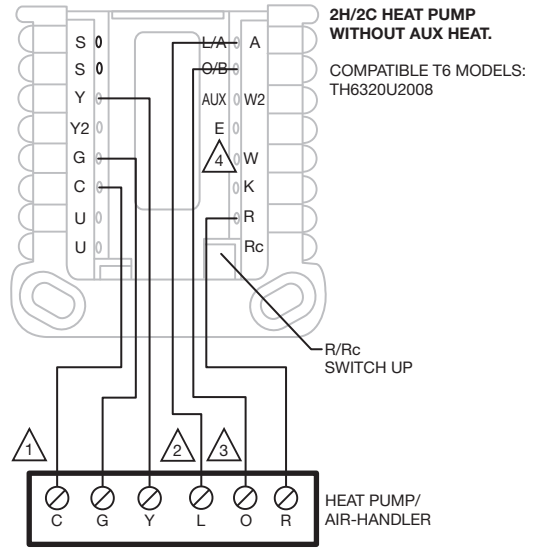 2H/2C HEAT PUMP
WITHOUT AUX HEAT.
COMPATIBLE T6 MODELS:
TH6320U2008
S
S
Y
Y2
G
C
U
U
L/A A
O/B
AUX W2
E
4 W
K
R
Rc
R/Rc
SWITCH UP
1
2
3
C G Y L O R
HEAT PUMP/
AIR-HANDLER